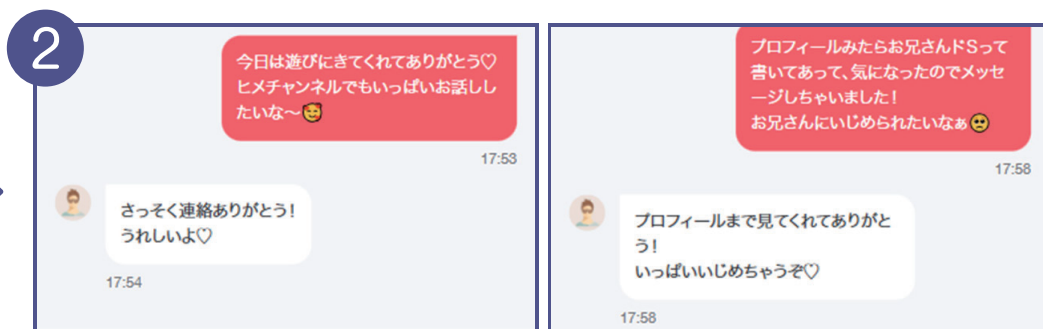 2
今日は遊びにきてくれてありがとう♡
ヒメチャンネルでもいっぱいお話しし
たいな〜🥰
17:53
さっそく連絡ありがとう!
うれしいよ♡
17:54
プロフィールみたらお兄さんドSって
書いてあって、気になったのでメッセ
ージしちゃいました!
お兄さんにいじめられたいなぁ🥺
17:58
プロフィールまで見てくれてありがと
う!
いっぱいいじめちゃうぞ♡
17:58